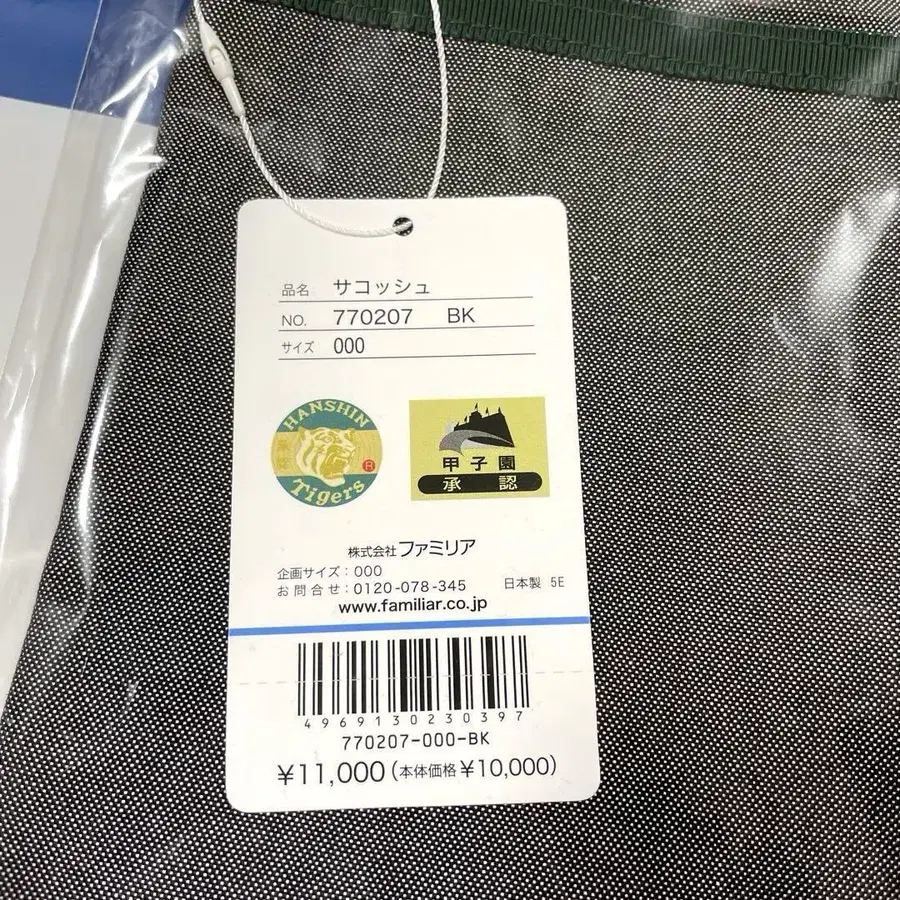 品名 サコッシュ
NO. 770207 BK
サイズ 000
HANSHIN
Tigers
甲子園
承認
株式会社ファミリア
企画サイズ：000
お問合せ：0120-078-345 日本製 5E
www.familiar.co.jp
4969130230397
770207-000-BK
¥11,000(本体価格¥10,000)